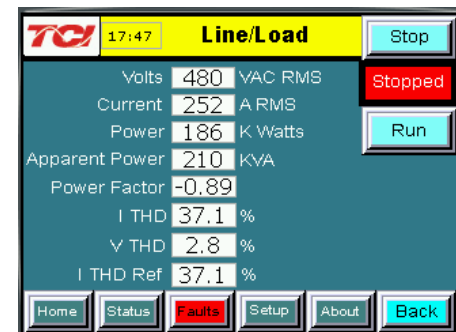 TCI 17:47 Line/Load Stop
Volts 480 VAC RMS
Stopped
Current 252 A RMS
Power 186 K Watts
Run
Apparent Power 210 KVA
Power Factor -0.89
I THD 37.1 %
V THD 2.8 %
I THD Ref 37.1 %
Home Status Faults Setup About Back